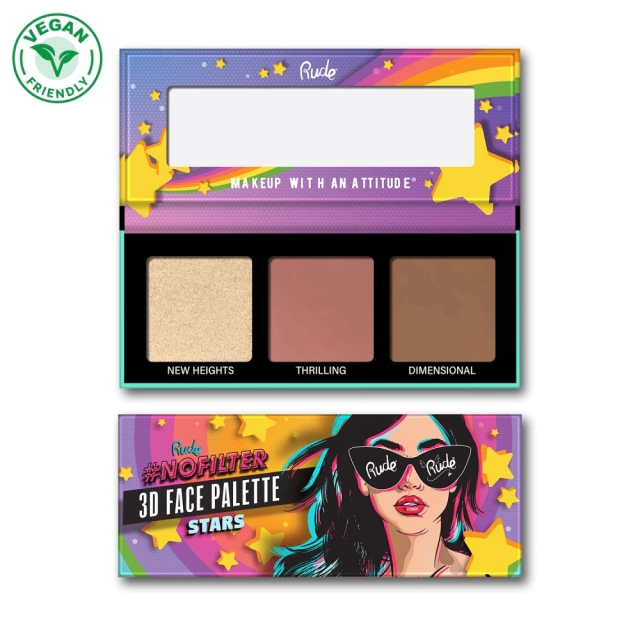 VEGAN
FRIENDLY
Rude
MAKEUP WITH AN ATTITUDE®
NEW HEIGHTS THRILLING DIMENSIONAL
Rude
#NOFILTER
3D FACE PALETTE
STARS
Rude Rude